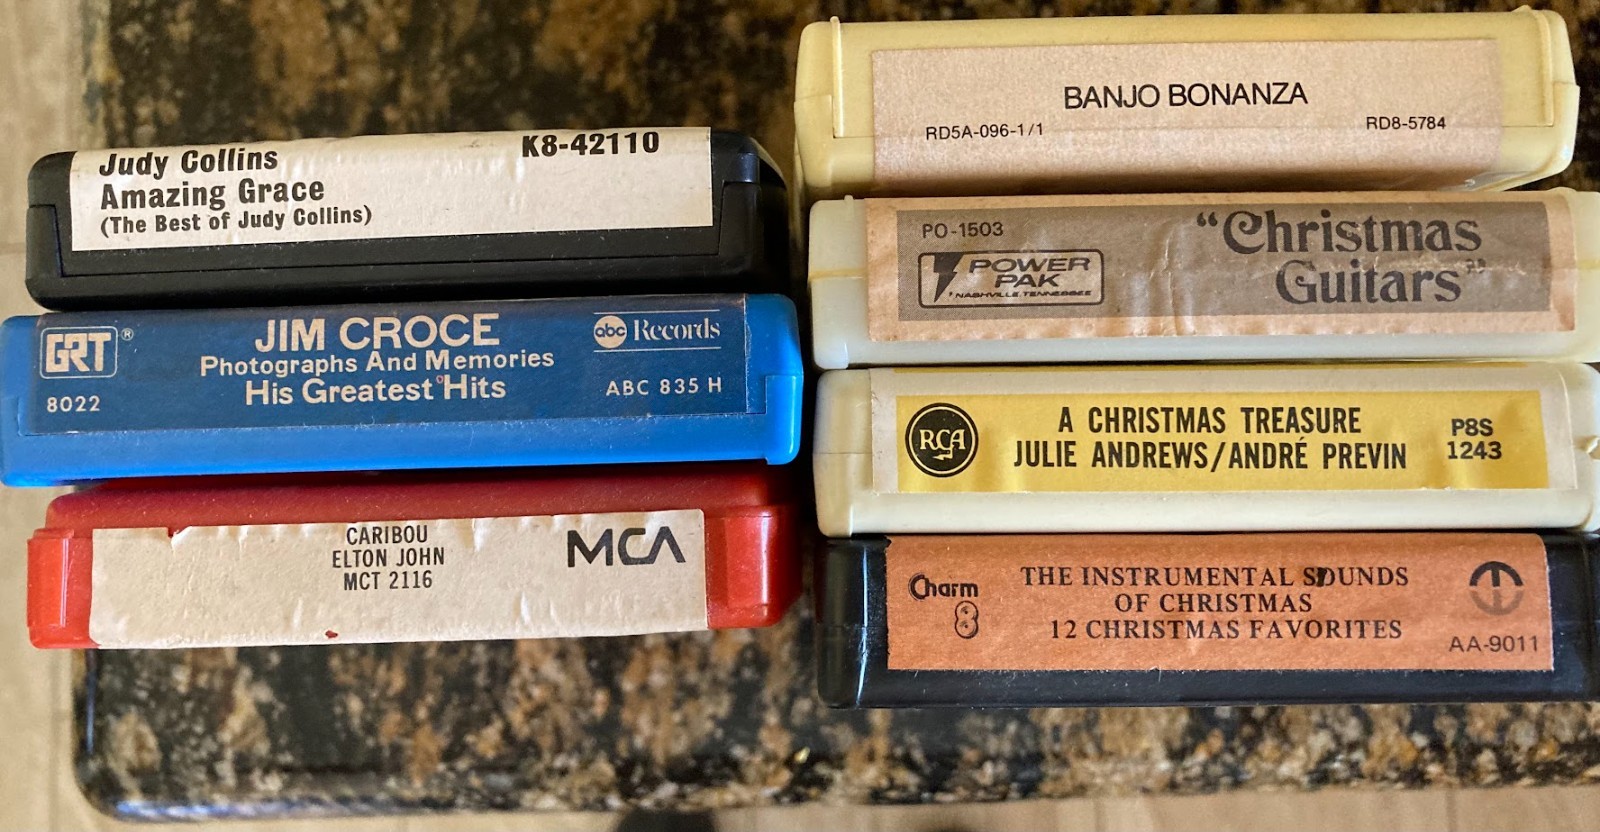 Judy Collins
K8-42110
Amazing Grace
(The Best of Judy Collins)
GRT®
8022
JIM CROCE
Photographs And Memories
His Greatest Hits
abc Records
ABC 835 H
CARIBOU
ELTON JOHN
MCT 2116
MCA
BANJO BONANZA
RD5A-096-1/1
RD8-5784
PO-1503
POWER
PAK
NASHVILLE, TENNESSEE
"Christmas
Guitars"
RCA
A CHRISTMAS TREASURE
JULIE ANDREWS/ANDRÉ PREVIN
P8S
1243
Charm
8
THE INSTRUMENTAL SOUNDS
OF CHRISTMAS
12 CHRISTMAS FAVORITES
AA-9011